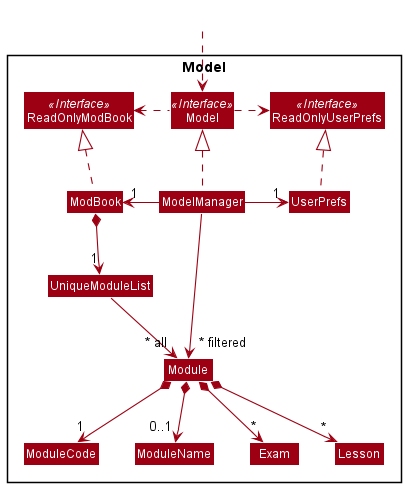 Model
«Interface»
ReadOnlyModBook
«Interface»
Model
«Interface»
ReadOnlyUserPrefs
ModBook
1
ModelManager
1
UserPrefs
1
UniqueModuleList
* all
* filtered
Module
1
0..1
*
*
ModuleCode
ModuleName
Exam
Lesson